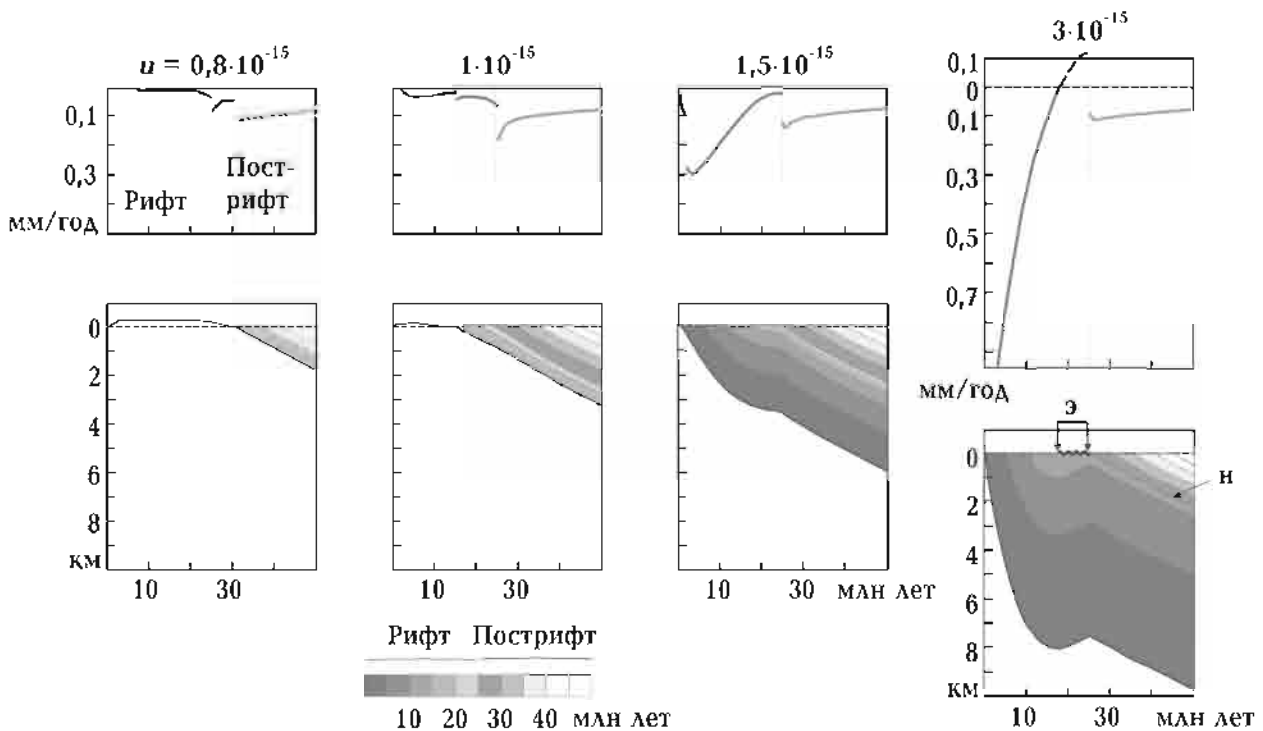 u = 0,8·10⁻¹⁵
1·10⁻¹⁵
1,5·10⁻¹⁵
3·10⁻¹⁵
0,1
0,3
мм/год
Рифт
Пост-
рифт
0,1
0
0,1
0,3
0,5
0,7
мм/год
0
2
4
6
8
км
10 30
10 30
10 30 млн лет
э
0
2
4
6
8
км
н
10 30 млн лет
Рифт Пострифт
10 20 30 40 млн лет